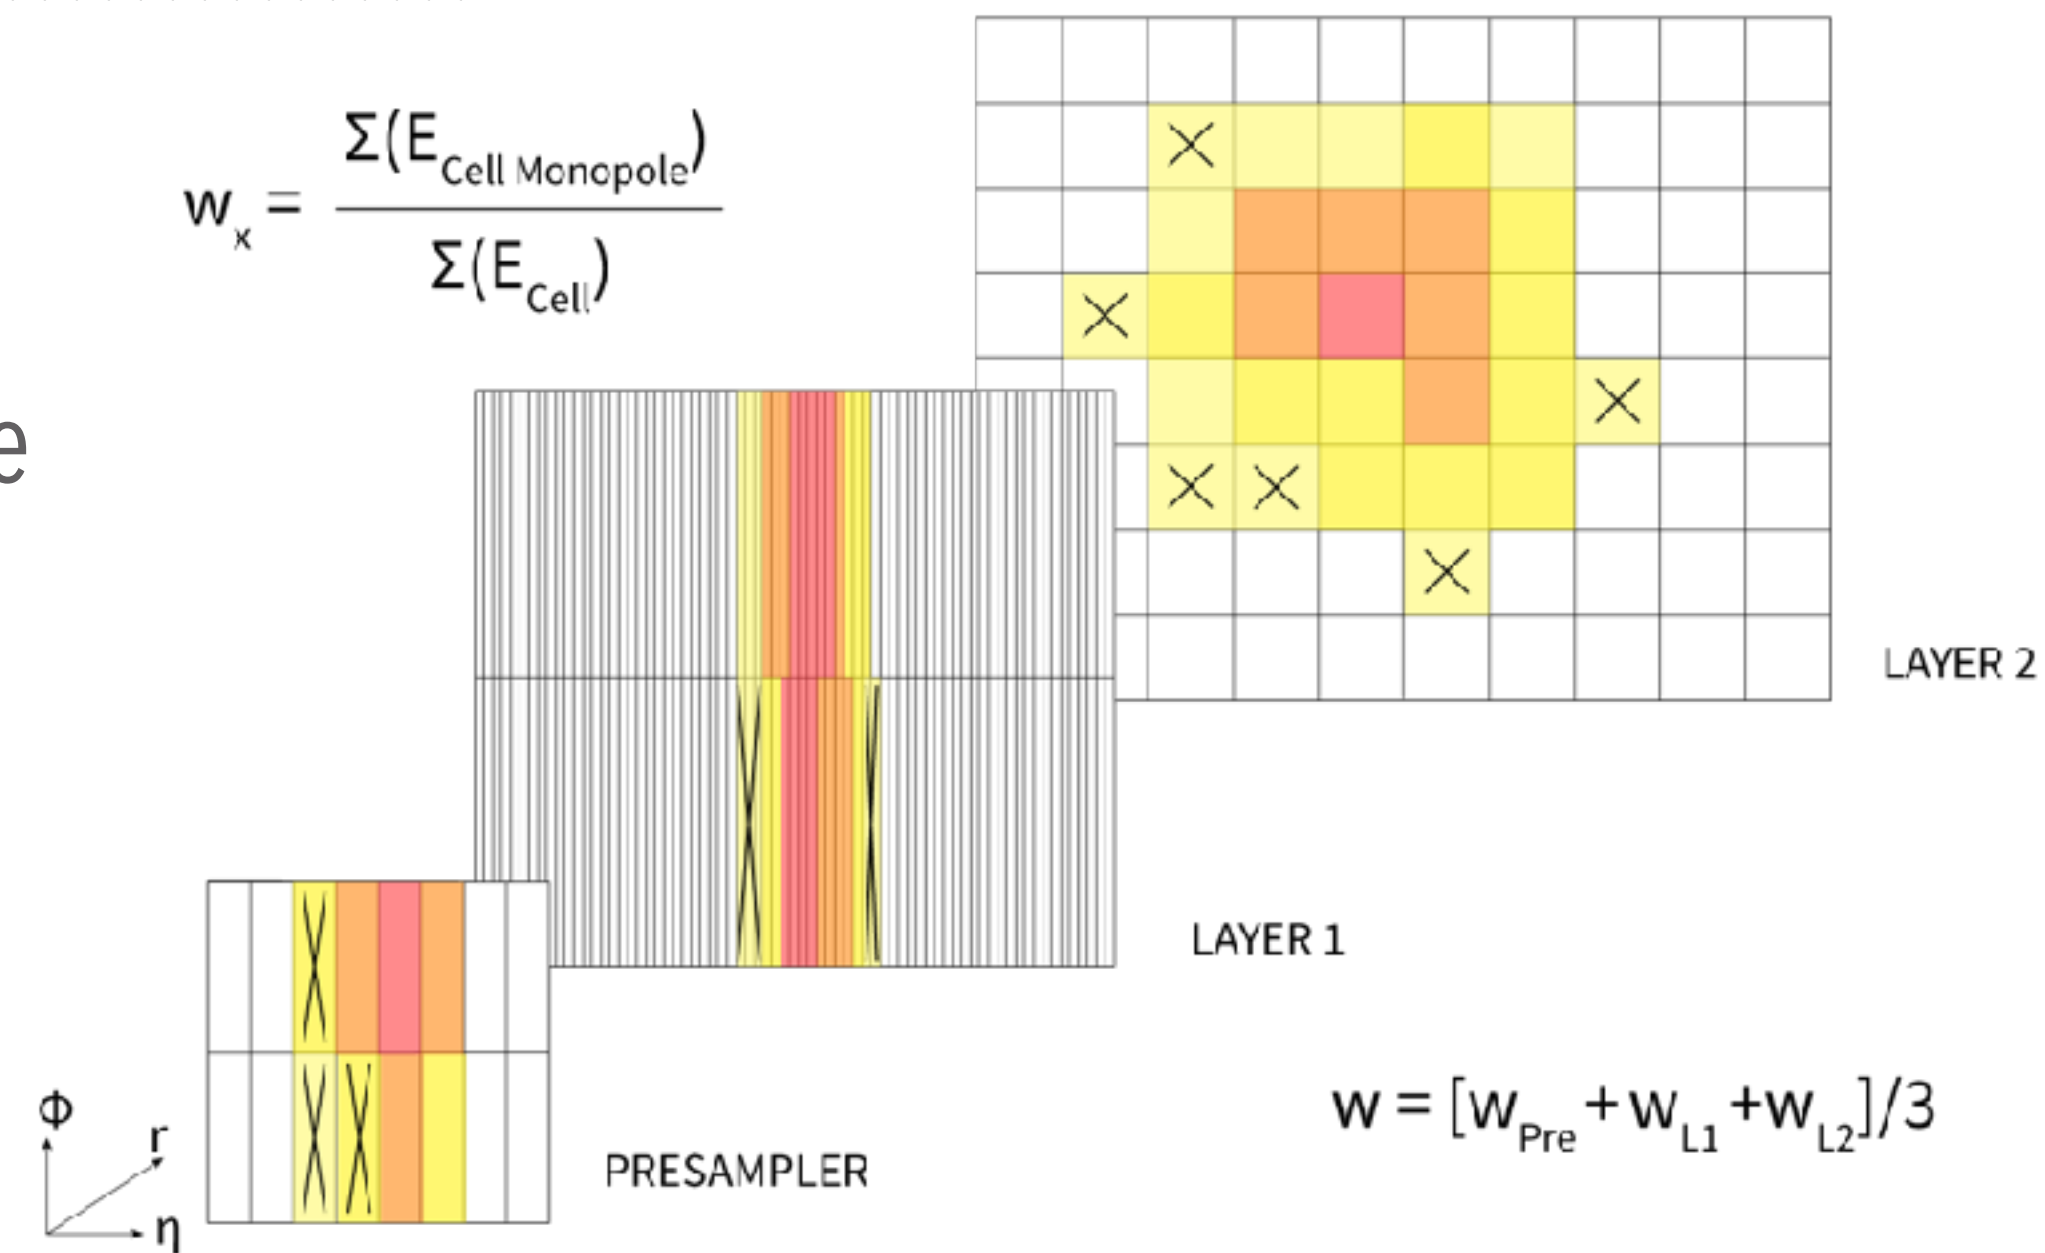 w_x = Σ(E_Cell Monopole) / Σ(E_Cell)
e
LAYER 2
LAYER 1
w = [w_Pre + w_L1 + w_L2]/3
PRESAMPLER
Φ
r
η